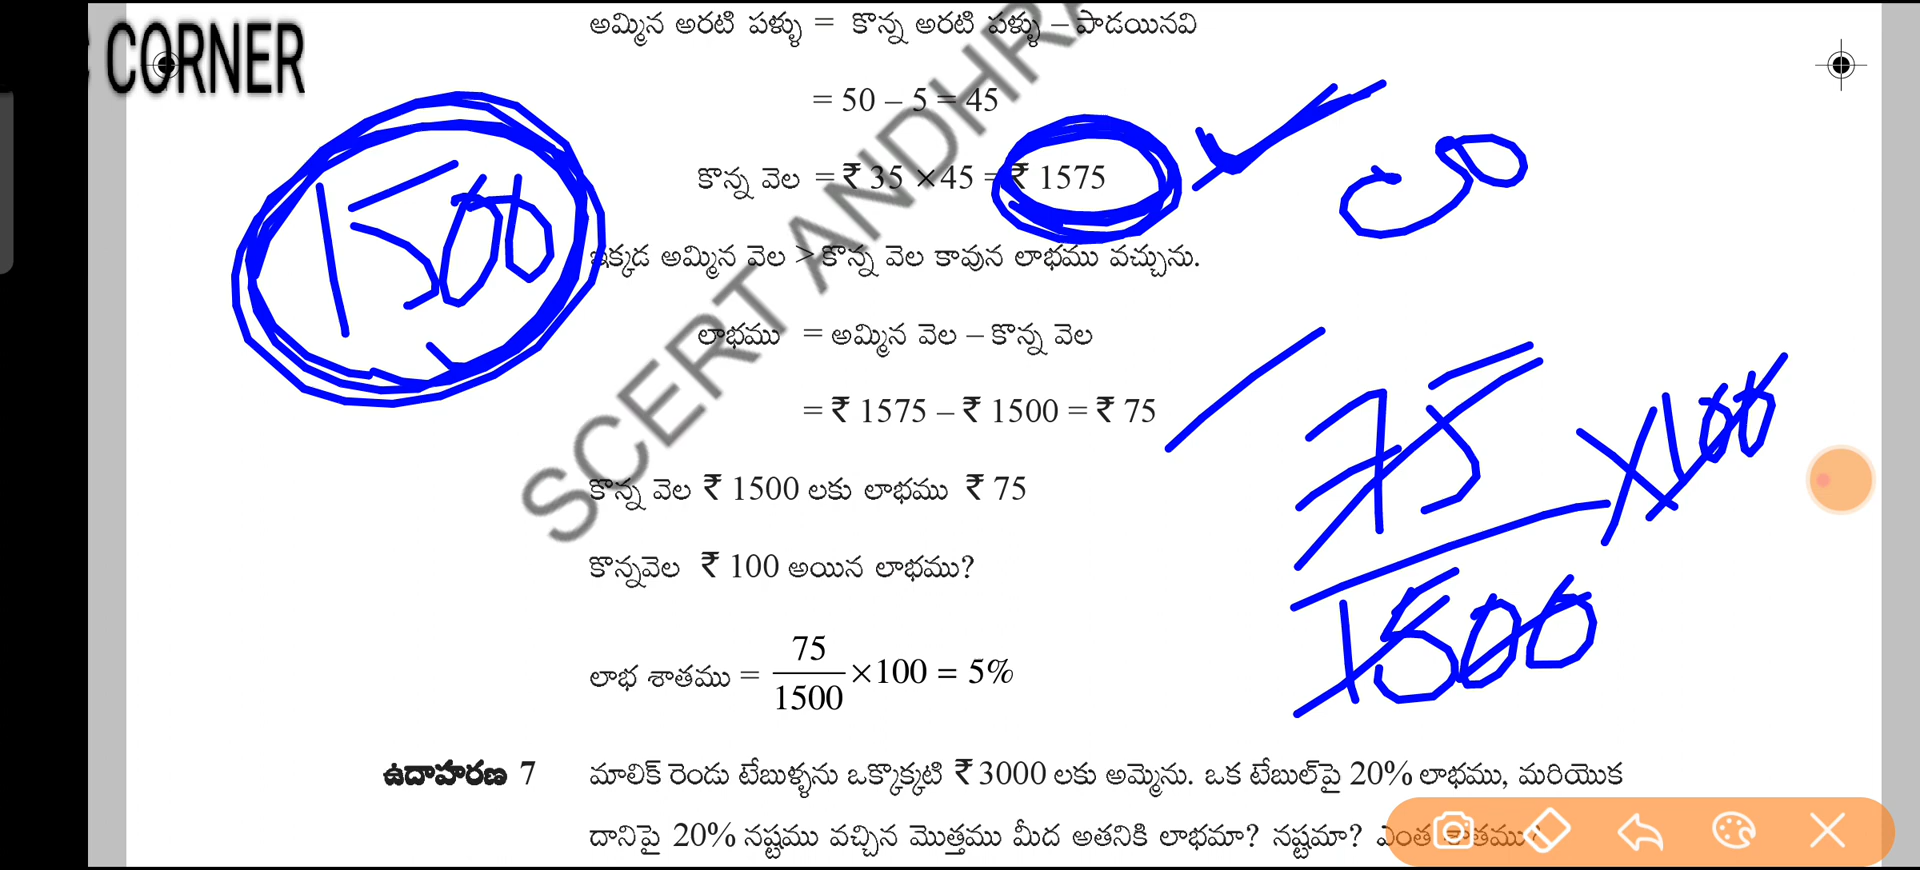 అమ్మిన అరటి పళ్ళు = కొన్న అరటి పళ్ళు – పాడయినవి
CORNER
= 50 – 5 = 45
కొన్న వెల = ₹ 35 × 45 = ₹ 1575
1500
ఇక్కడ అమ్మిన వెల > కొన్న వెల కావున లాభము వచ్చును.
లాభము = అమ్మిన వెల – కొన్న వెల
= ₹ 1575 – ₹ 1500 = ₹ 75
75 × 100
1500
కొన్న వెల ₹ 1500 లకు లాభము ₹ 75
కొన్నవెల ₹ 100 అయిన లాభము?
లాభ శాతము = 75/1500 ×100 = 5%
SCERT ANDHRA
ఉదాహరణ 7 మాలిక్ రెండు టేబుళ్ళను ఒక్కొక్కటి ₹ 3000 లకు అమ్మెను. ఒక టేబుల్‌పై 20% లాభము, మరియొక
దానిపై 20% నష్టము వచ్చిన మొత్తము మీద అతనికి లాభమా? నష్టమా? ఎంత శాతము?